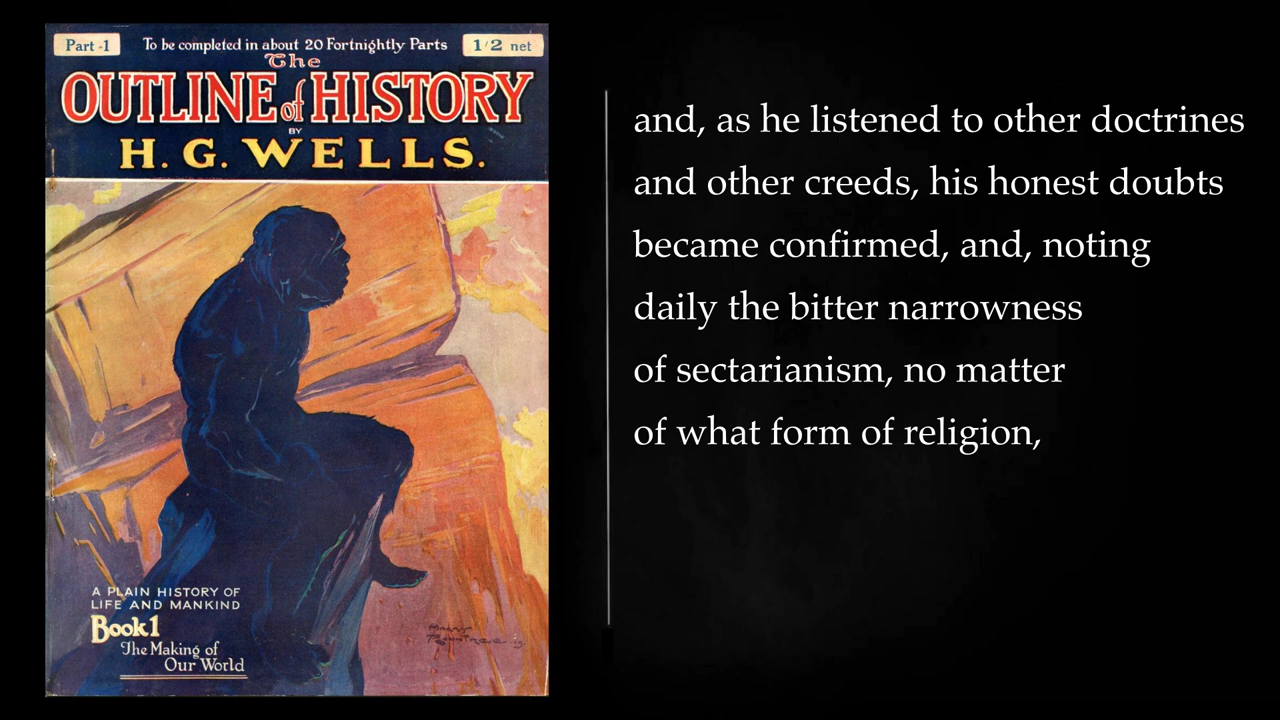 Part -1
To be completed in about 20 Fortnightly Parts
1/2 net
The
OUTLINE of HISTORY
BY
H. G. WELLS.
A PLAIN HISTORY OF
LIFE AND MANKIND
Book 1
The Making of
Our World
and, as he listened to other doctrines
and other creeds, his honest doubts
became confirmed, and, noting
daily the bitter narrowness
of sectarianism, no matter
of what form of religion,